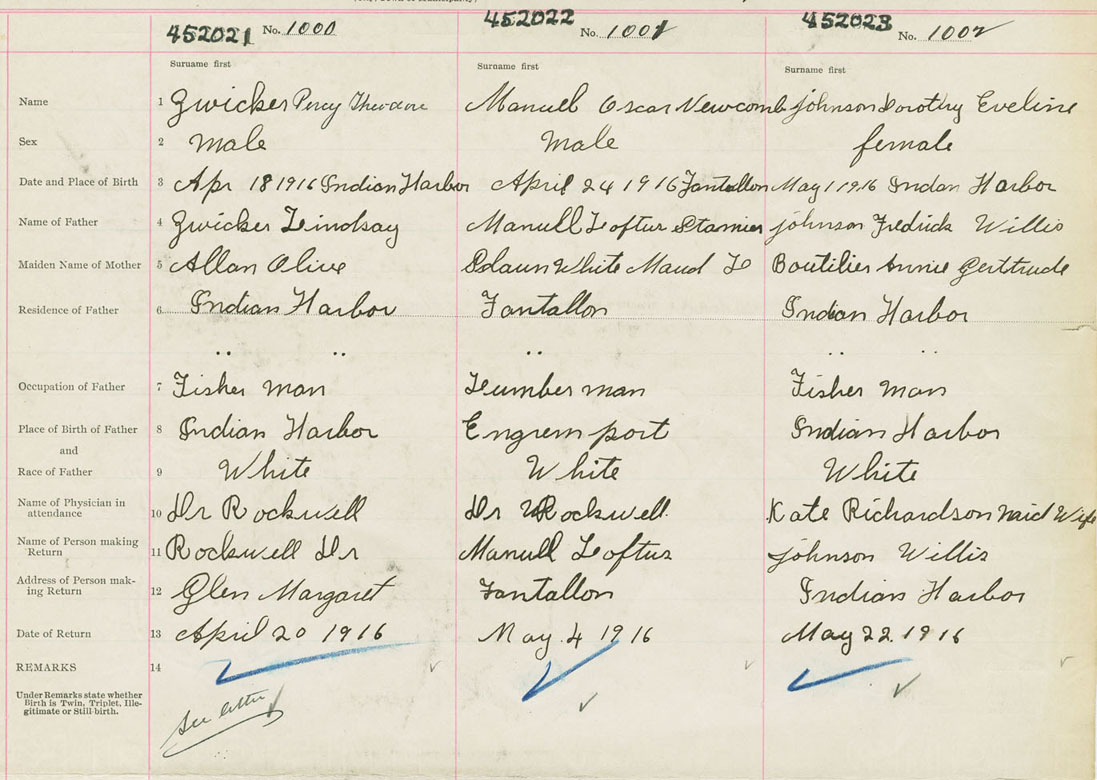 452021 No. 1000 452022 No. 1001 452023 No. 1002
Surname first Surname first Surname first
Name 1 Zwicker Percy Theodore Manuell Oscar Newcomb Johnson Dorothy Eveline
Sex 2 male male female
Date and Place of Birth 3 Apr 18 1916 Indian Harbor April 24 1916 Tantallon May 1 1916 Indan Harbor
Name of Father 4 Zwicker Lindsay Manull Loftus Johnson Fredick Willis
Maiden Name of Mother 5 Allan Olive White Maud Boutilier Annie Gertrude
Residence of Father 6 Indian Harbor Tantallon Indian Harbor
Occupation of Father 7 Fisher man Lumber man Fisher man
Place of Birth of Father 8 Indian Harbor Engrem port Indian Harbor
and
Race of Father 9 White White White
Name of Physician in
attendance 10 Dr Rockwell Dr Rockwell Kate Richardson Maid Wife
Name of Person making
Return 11 Rockwell Dr Manull Loftus Johnson Willis
Address of Person mak-
ing Return 12 Glen Margaret Tantallon Indian Harbor
Date of Return 13 April 20 1916 May 4 1916 May 22 1916
REMARKS 14
Under Remarks state whether
Birth is Twin, Triplet, Ille-
gitimate or Still-birth.
See